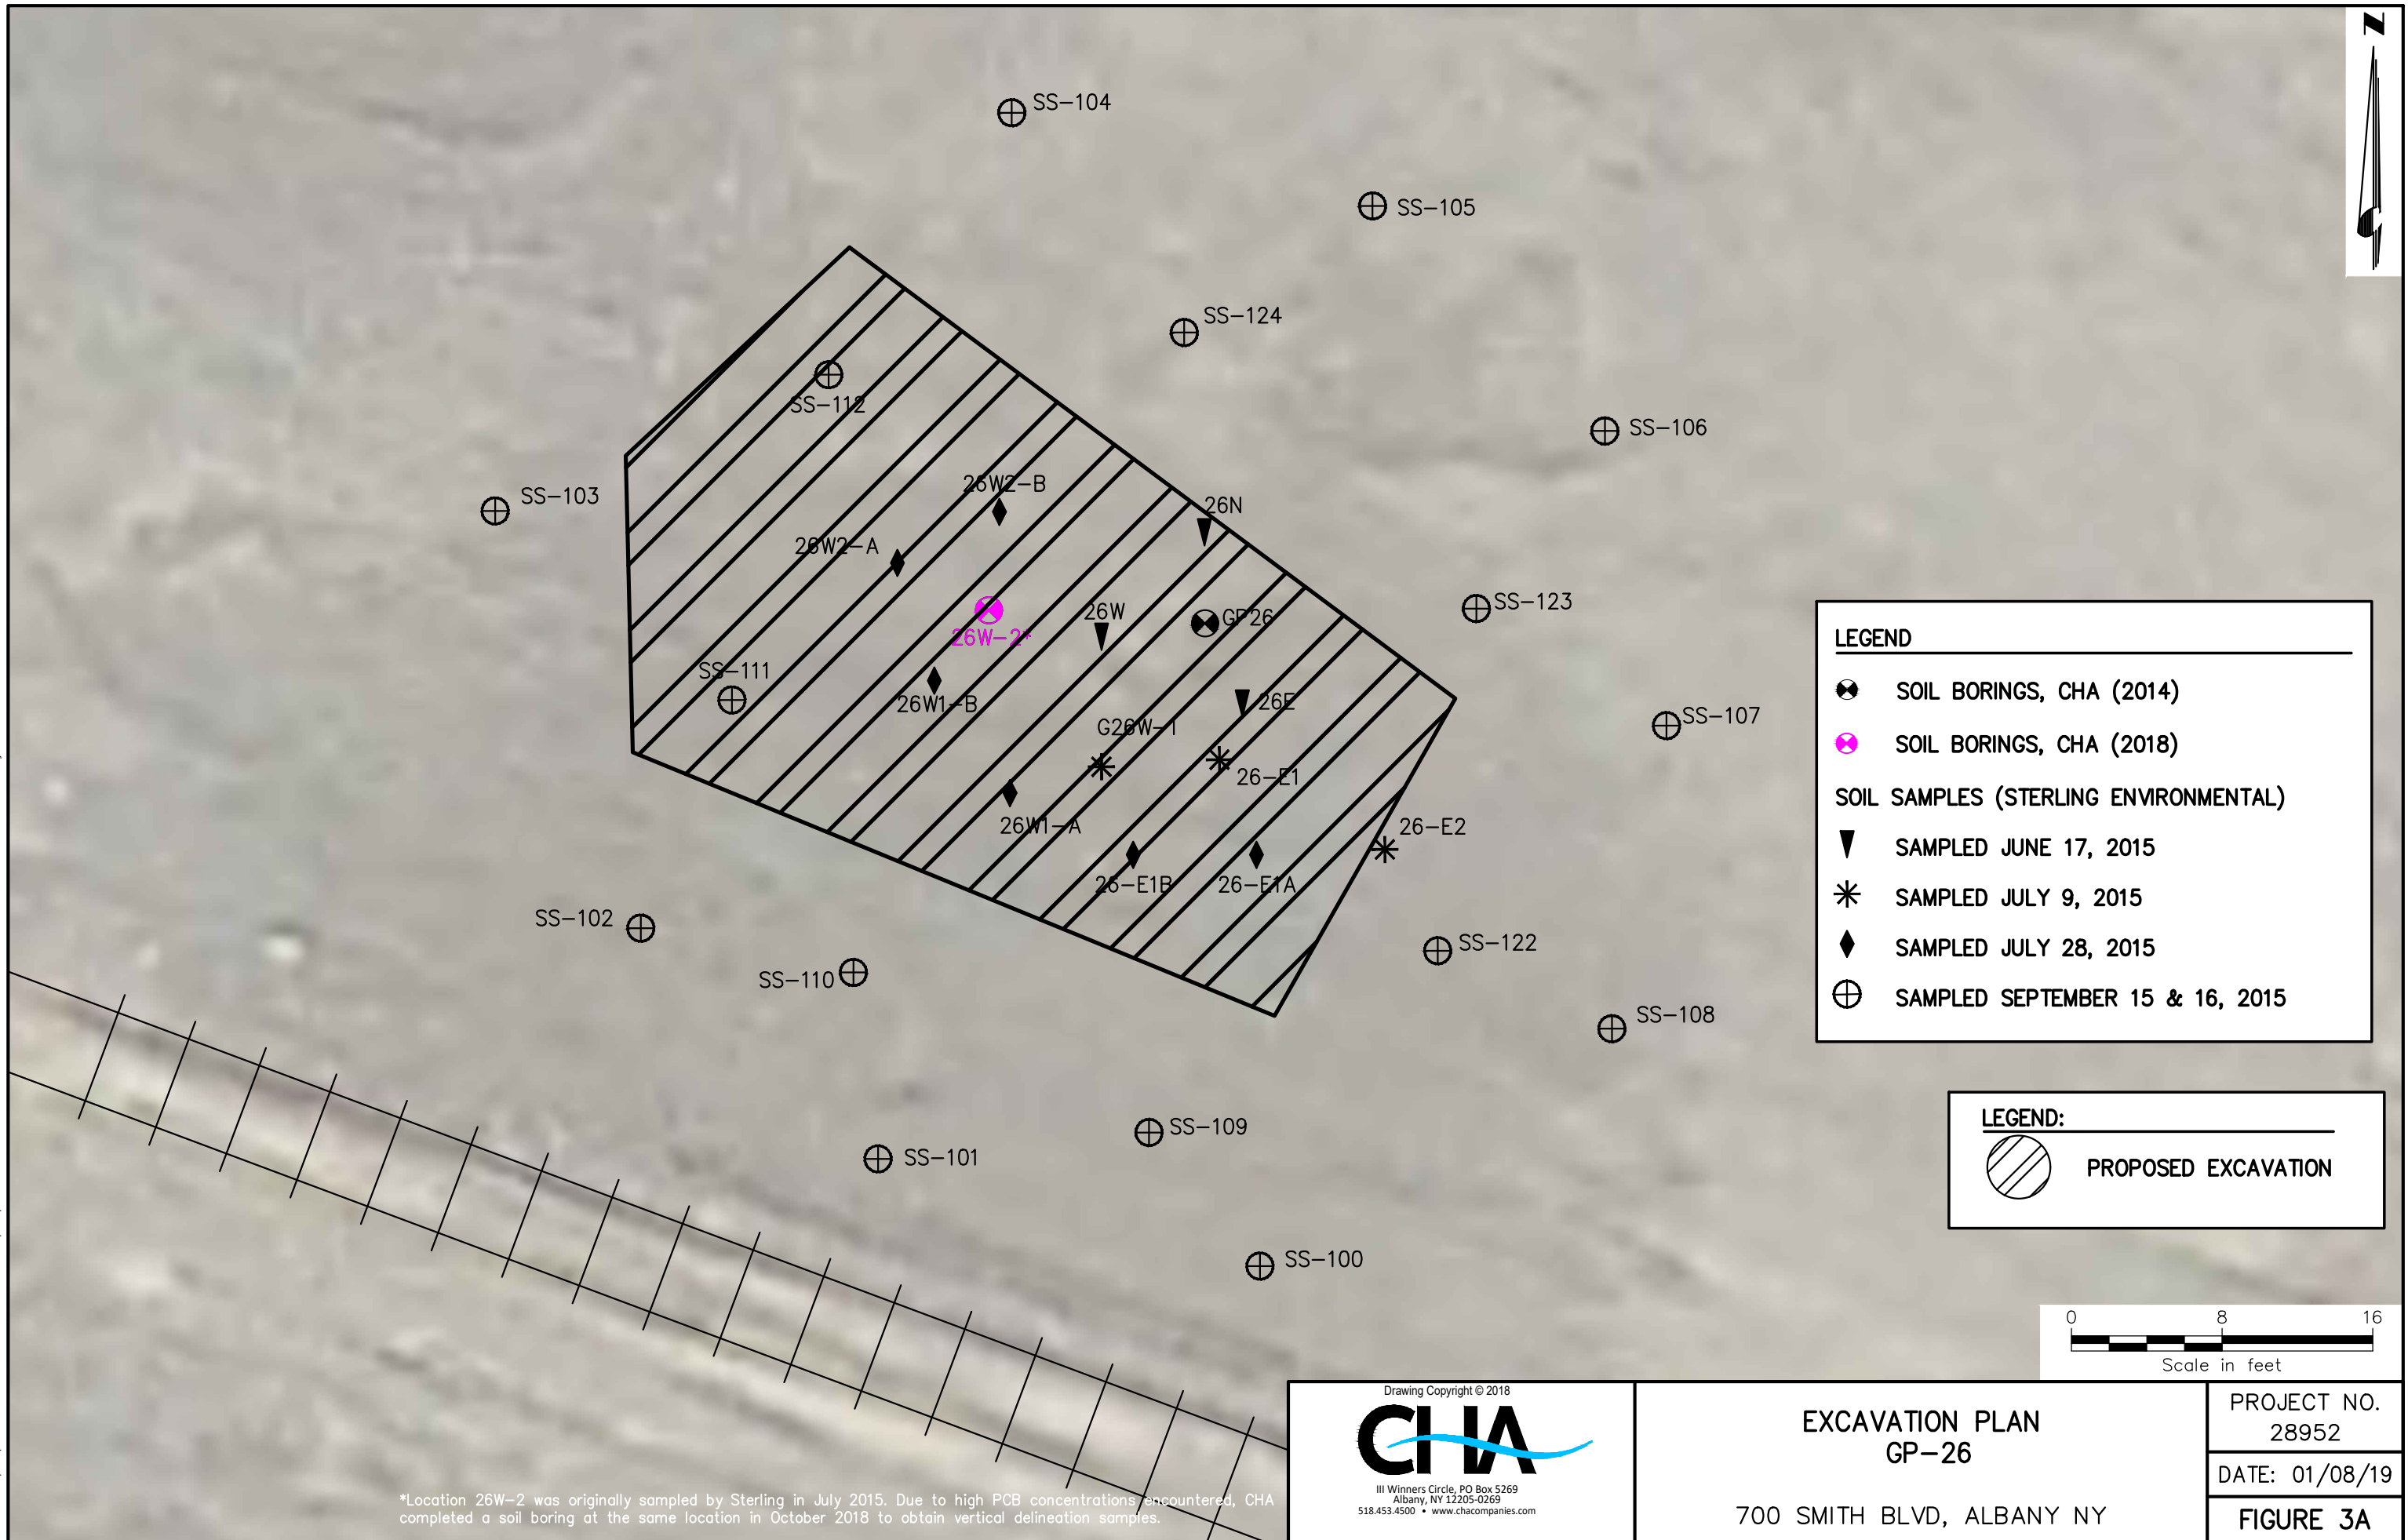 N
SS-104
SS-105
SS-124
SS-112
SS-106
SS-103
26W2-B
26N
26W2-A
26W
GP26
SS-123
26W-2*
SS-111
26W1-B
26E
G26W-1
SS-107
26-E1
26W1-A
26-E2
26-E1B
26-E1A
SS-102
SS-110
SS-122
SS-108
SS-109
SS-101
SS-100
LEGEND
SOIL BORINGS, CHA (2014)
SOIL BORINGS, CHA (2018)
SOIL SAMPLES (STERLING ENVIRONMENTAL)
SAMPLED JUNE 17, 2015
SAMPLED JULY 9, 2015
SAMPLED JULY 28, 2015
SAMPLED SEPTEMBER 15 & 16, 2015
LEGEND:
PROPOSED EXCAVATION
0 8 16
Scale in feet
*Location 26W-2 was originally sampled by Sterling in July 2015. Due to high PCB concentrations encountered, CHA
completed a soil boring at the same location in October 2018 to obtain vertical delineation samples.
Drawing Copyright © 2018
CHA
III Winners Circle, PO Box 5269
Albany, NY 12205-0269
518.453.4500 • www.chacompanies.com
EXCAVATION PLAN
GP-26
700 SMITH BLVD, ALBANY NY
PROJECT NO.
28952
DATE: 01/08/19
FIGURE 3A